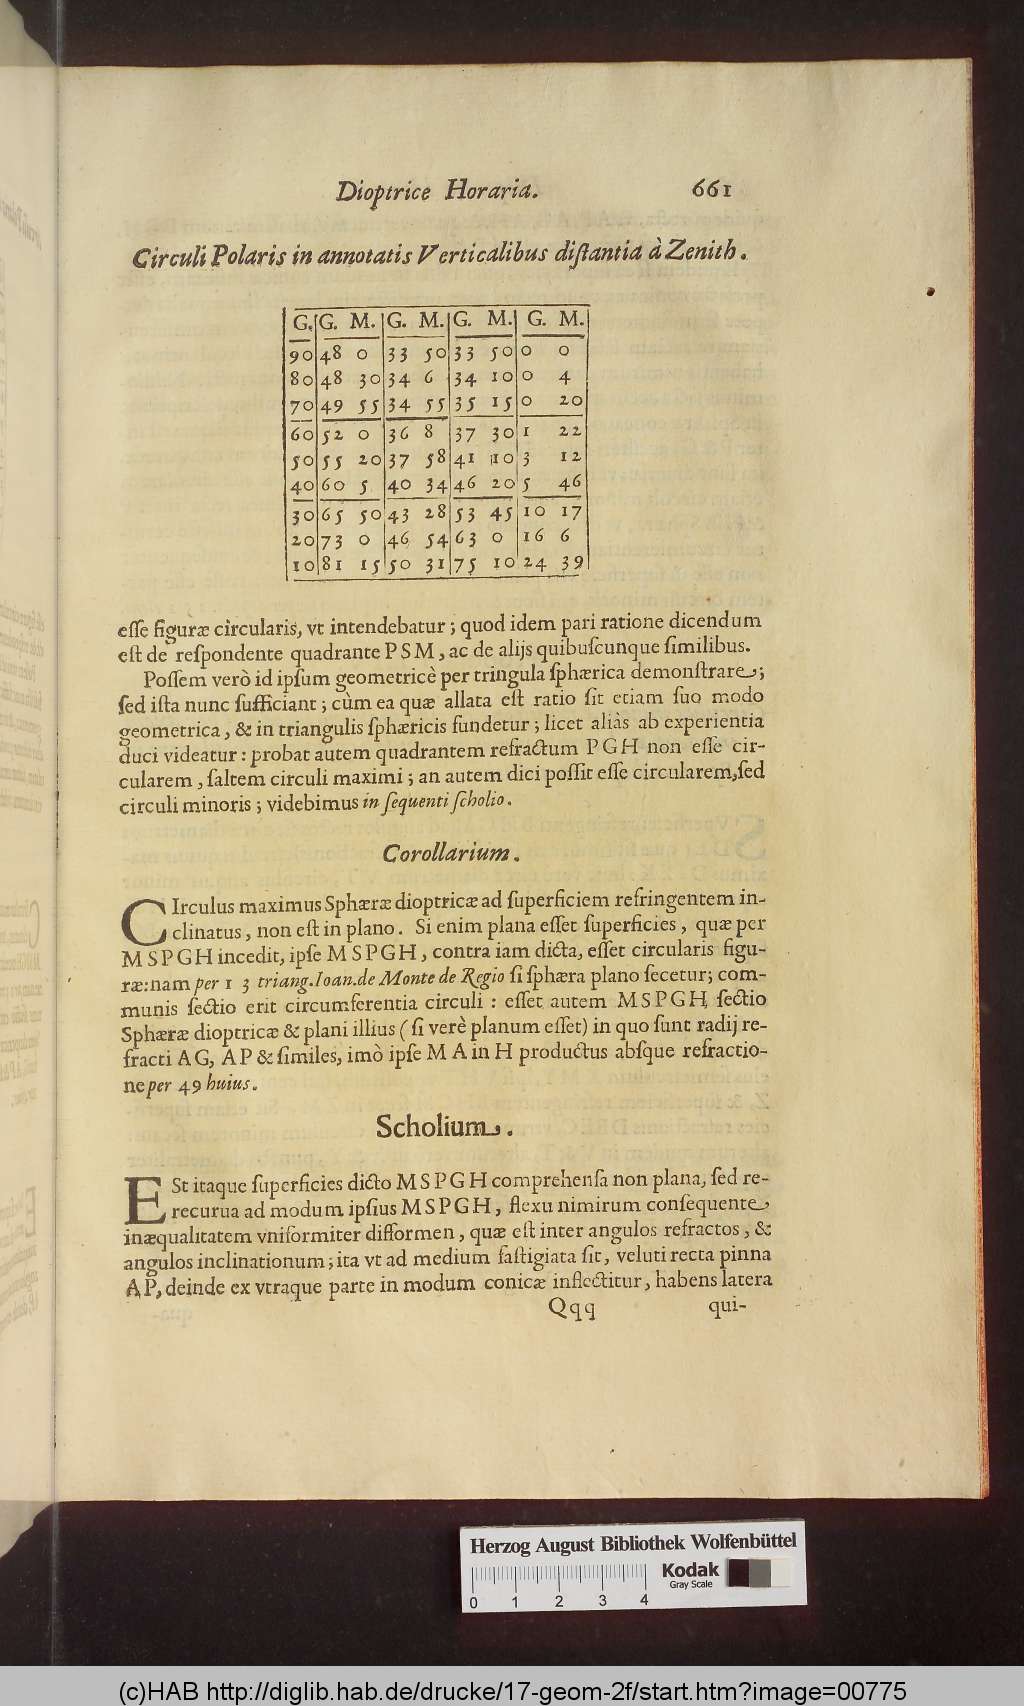 Dioptrice Horaria. 661
Circuli Polaris in annotatis Verticalibus diſtantia à Zenith.
G. G. M. G. M. G. M. G. M.
90 48 0 33 50 33 50 0 0
80 48 30 34 6 34 10 0 4
70 49 55 34 55 35 15 0 20
60 52 0 36 8 37 30 1 22
50 55 20 37 58 41 10 3 12
40 60 5 40 34 46 20 5 46
30 65 50 43 28 53 45 10 17
20 73 0 46 54 63 0 16 6
10 81 15 50 31 75 10 24 39
eſſe figuræ circularis, vt intendebatur; quod idem pari ratione dicendum
eſt de reſpondente quadrante P S M, ac de alijs quibuſcunque ſimilibus.
Poſſem verò id ipſum geometricè per tringula ſphærica demonſtrare;
ſed iſta nunc ſufficiant; cùm ea quæ allata eſt ratio ſit etiam ſuo modo
geometrica, & in triangulis ſphæricis fundetur; licet aliàs ab experientia
duci videatur: probat autem quadrantem refractum P G H non eſſe cir-
cularem, ſaltem circuli maximi; an autem dici poſſit eſſe circularem, ſed
circuli minoris; videbimus in ſequenti ſcholio.
Corollarium.
CIrculus maximus Sphæræ dioptricæ ad ſuperficiem refringentem in-
clinatus, non eſt in plano. Si enim plana eſſet ſuperficies, quæ per
M S P G H incedit, ipſe M S P G H, contra iam dicta, eſſet circularis figu-
ræ: nam per 1 3 triang. Ioan. de Monte de Regio ſi ſphæra plano ſecetur; com-
munis ſectio erit circumferentia circuli: eſſet autem M S P G H, ſectio
Sphæræ dioptricæ & plani illius (ſi verè planum eſſet) in quo ſunt radij re-
fracti A G, A P & ſimiles, imò ipſe M A in H productus abſque refractio-
ne per 49 huius.
Scholium.
ESt itaque ſuperficies dicto M S P G H comprehenſa non plana, ſed re-
recurua ad modum ipſius M S P G H, flexu nimirum conſequente
inæqualitatem vniformiter difformen, quæ eſt inter angulos refractos, &
angulos inclinationum; ita vt ad medium faſtigiata ſit, veluti recta pinna
A P, deinde ex vtraque parte in modum conicæ inflectitur, habens latera
Qqq qui-
Herzog August Bibliothek Wolfenbüttel
Kodak
Gray Scale
0 1 2 3 4
(c)HAB http://diglib.hab.de/drucke/17-geom-2f/start.htm?image=00775